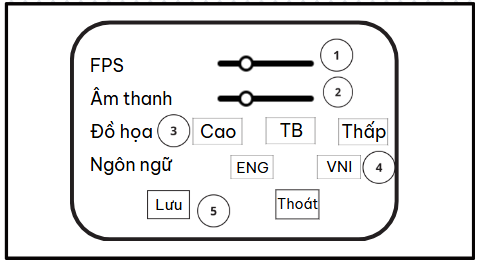 FPS 1
Âm thanh 2
Đồ họa 3 Cao TB Thấp
Ngôn ngữ ENG VNI 4
Lưu 5 Thoát